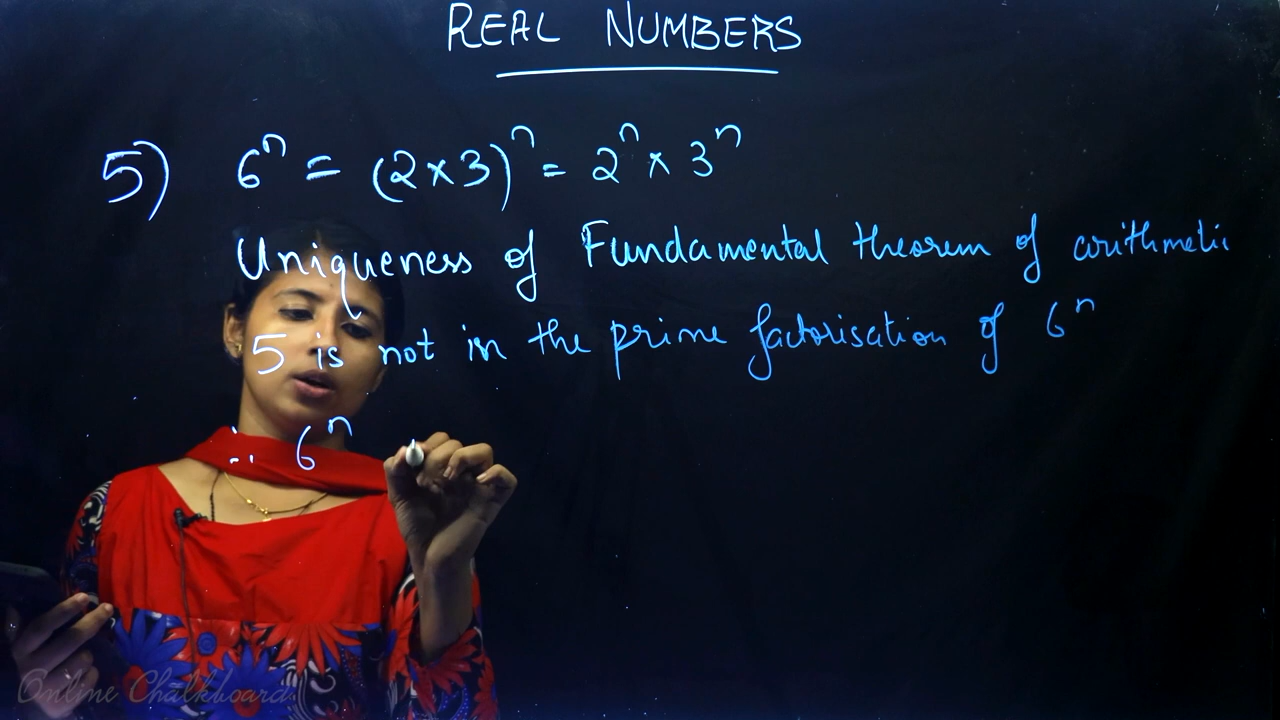 REAL NUMBERS
5) 6ⁿ = (2×3)ⁿ = 2ⁿ × 3ⁿ
Uniqueness of Fundamental theorem of arithmetic
5 is not in the prime factorisation of 6ⁿ
∴ 6ⁿ
Online Chalkboard